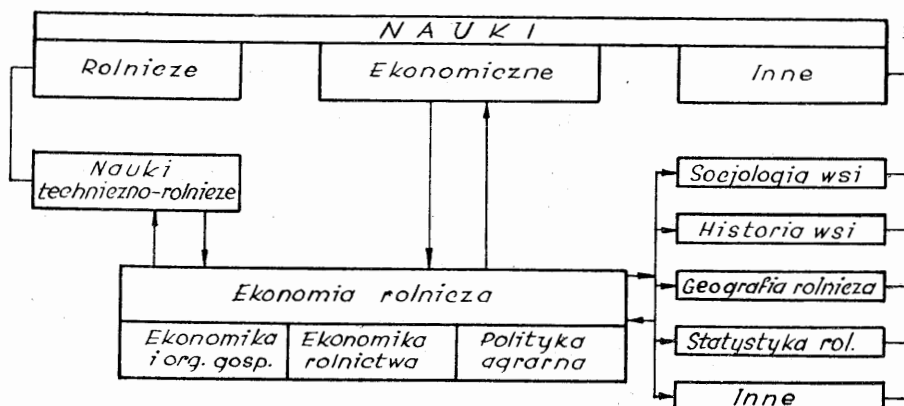 NAUKI
Rolnicze
Ekonomiczne
Inne
Nauki
techniczno-rolnicze
Socjologia wsi
Historia wsi
Geografia rolnicza
Statystyka rol.
Inne
Ekonomia rolnicza
Ekonomika
i org. gosp.
Ekonomika
rolnictwa
Polityka
agrarna